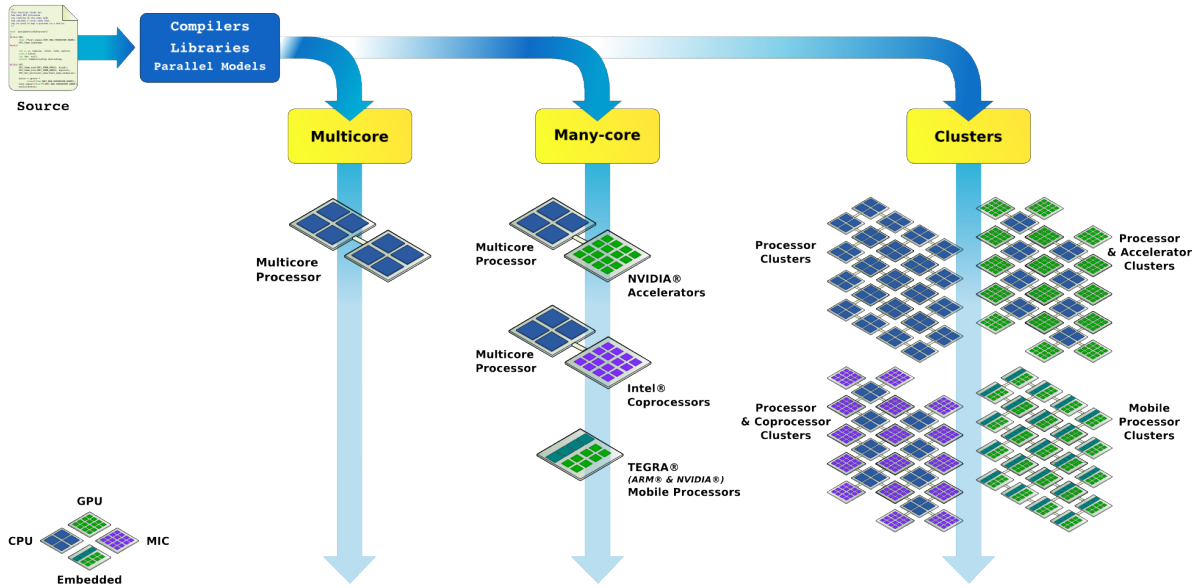 Source
Compilers
Libraries
Parallel Models
Multicore
Many-core
Clusters
Multicore
Processor
Multicore
Processor
NVIDIA®
Accelerators
Multicore
Processor
Intel®
Coprocessors
TEGRA®
(ARM® & NVIDIA®)
Mobile Processors
Processor
Clusters
Processor
& Accelerator
Clusters
Processor
& Coprocessor
Clusters
Mobile
Processor
Clusters
GPU
CPU
MIC
Embedded